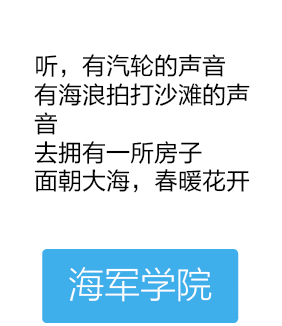 听，有汽轮的声音
有海浪拍打沙滩的声
音
去拥有一所房子
面朝大海，春暖花开
海军学院